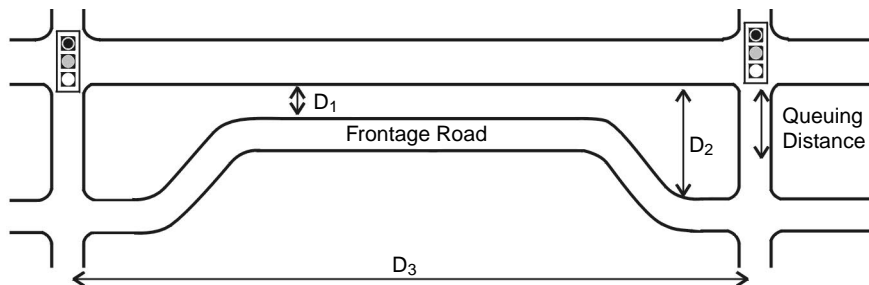 D₁
Frontage Road
D₂
Queuing
Distance
D₃